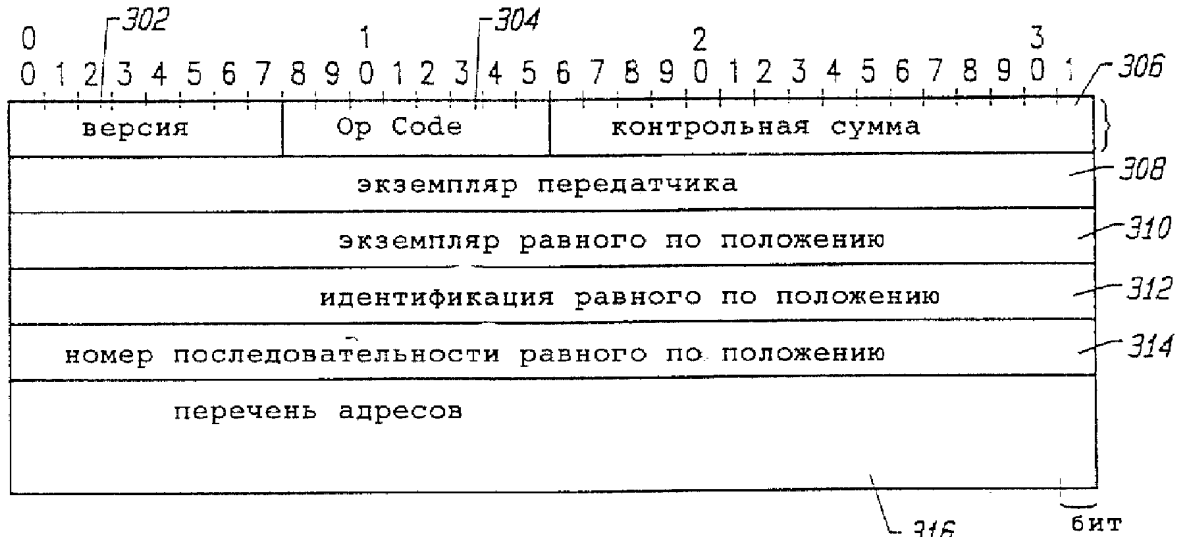 302 304
0 1 2 3
0 1 2 3 4 5 6 7 8 9 0 1 2 3 4 5 6 7 8 9 0 1 2 3 4 5 6 7 8 9 0 1 306
версия Op Code контрольная сумма
экземпляр передатчика 308
экземпляр равного по положению 310
идентификация равного по положению 312
номер последовательности равного по положению 314
перечень адресов
316 бит